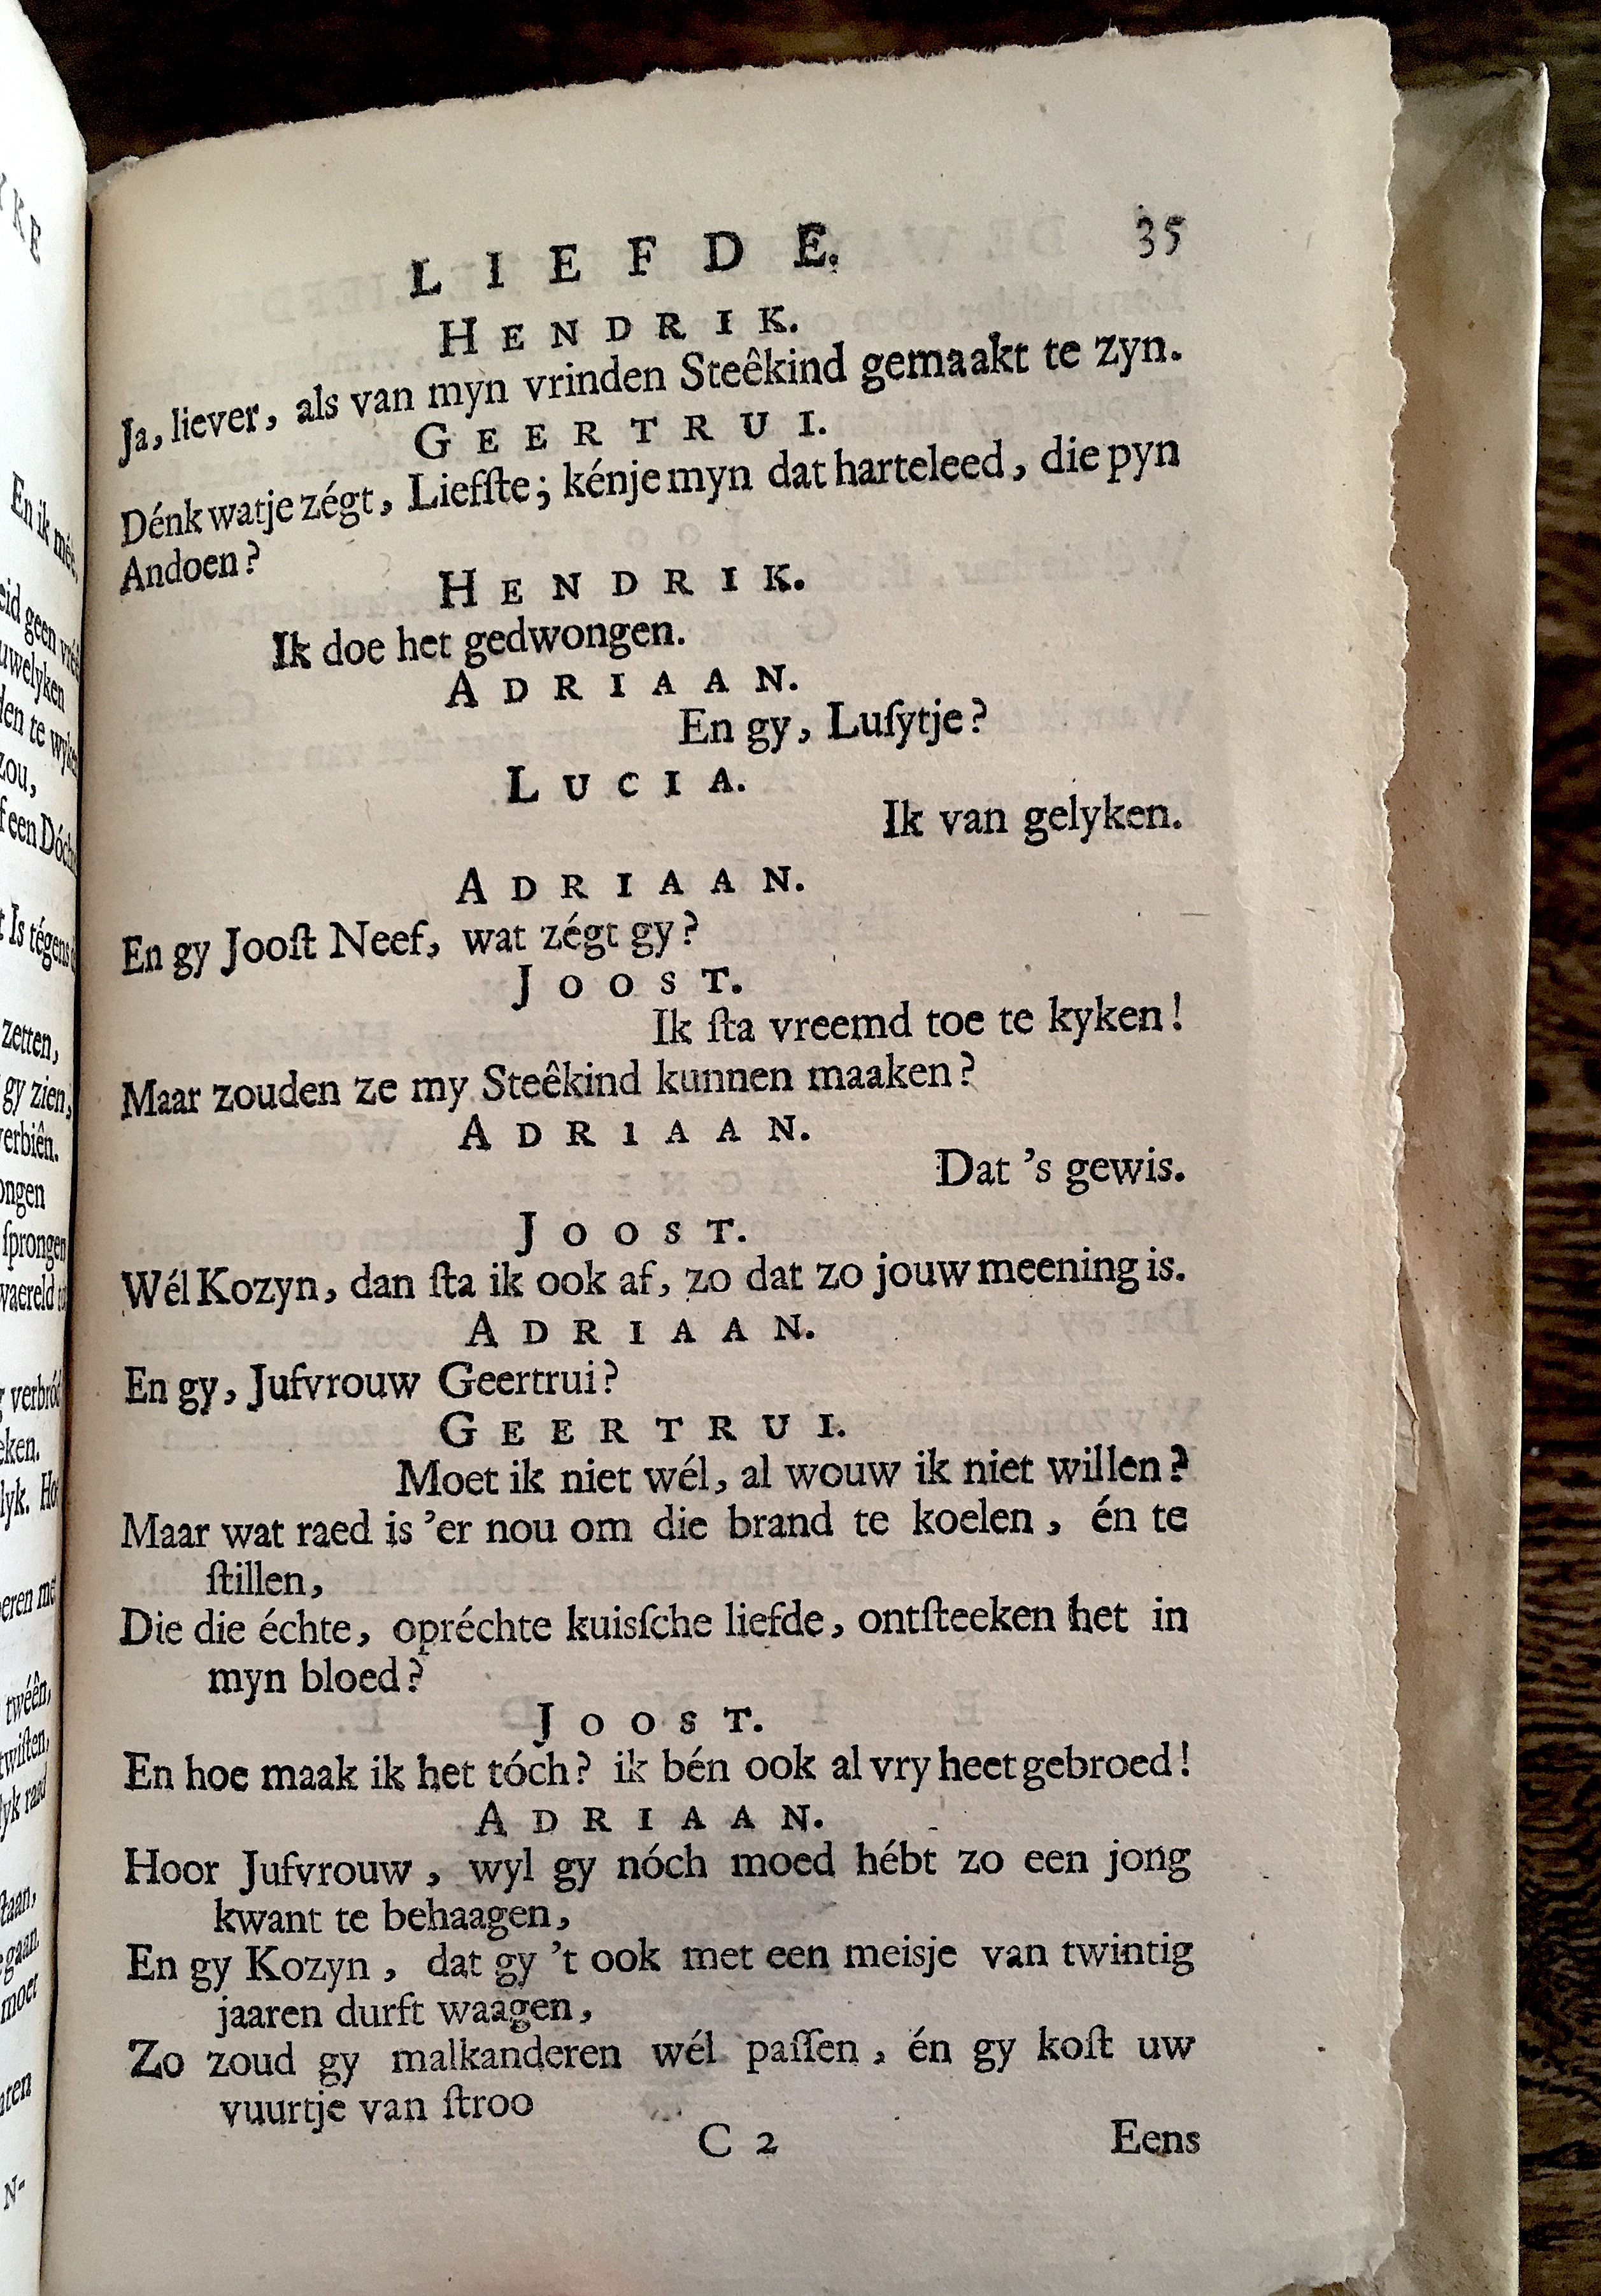 LIEFDE. 35
HENDRIK.
Ja, liever, als van myn vrinden Steêkind gemaakt te zyn.
GEERTRUI.
Dénk watje zégt, Liefſte; kénje myn dat harteleed, die pyn
Andoen?
HENDRIK.
Ik doe het gedwongen.
ADRIAAN.
En gy, Luſytje?
LUCIA.
Ik van gelyken.
ADRIAAN.
En gy Jooſt Neef, wat zégt gy?
JOOST.
Ik ſta vreemd toe te kyken!
Maar zouden ze my Steêkind kunnen maaken?
ADRIAAN.
Dat 's gewis.
JOOST.
Wél Kozyn, dan ſta ik ook af, zo dat zo jouw meening is.
ADRIAAN.
En gy, Jufvrouw Geertrui?
GEERTRUI.
Moet ik niet wél, al wouw ik niet willen?
Maar wat raed is 'er nou om die brand te koelen, én te
ſtillen,
Die die échte, opréchte kuisſche liefde, ontſteeken het in
myn bloed?
JOOST.
En hoe maak ik het tóch? ik bén ook al vry heet gebroed!
ADRIAAN.
Hoor Jufvrouw, wyl gy nóch moed hébt zo een jong
kwant te behaagen,
En gy Kozyn, dat gy 't ook met een meisje van twintig
jaaren durft waagen,
Zo zoud gy malkanderen wél paſſen, én gy koſt uw
vuurtje van ſtroo
C 2 Eens